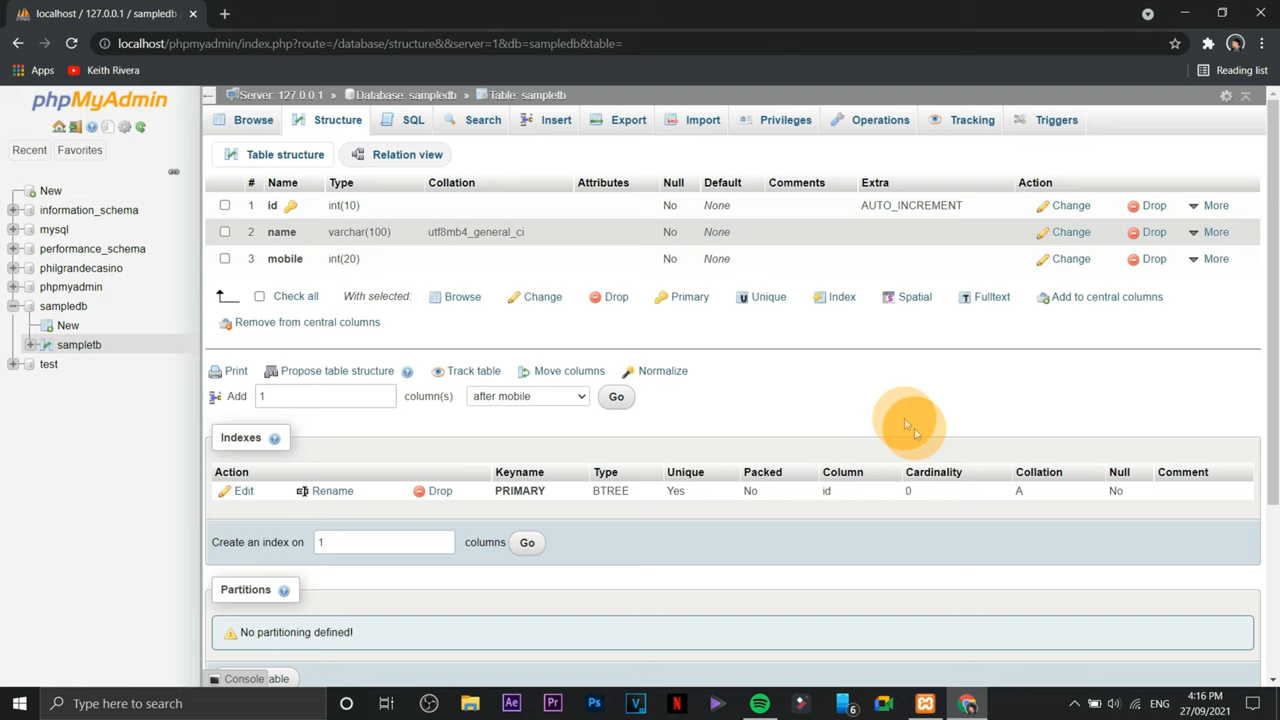 localhost / 127.0.0.1 / sampledb
localhost/phpmyadmin/index.php?route=/database/structure&&server=1&db=sampledb&table=
Apps Keith Rivera Reading list
phpMyAdmin
Recent Favorites
New
information_schema
mysql
performance_schema
philgrandecasino
phpmyadmin
sampledb
New
sampletb
test
Server: 127.0.0.1 » Database: sampledb » Table: sampletb
Browse Structure SQL Search Insert Export Import Privileges Operations Tracking Triggers
Table structure Relation view
# Name Type Collation Attributes Null Default Comments Extra Action
1 id int(10) No None AUTO_INCREMENT Change Drop More
2 name varchar(100) utf8mb4_general_ci No None Change Drop More
3 mobile int(20) No None Change Drop More
Check all With selected: Browse Change Drop Primary Unique Index Spatial Fulltext Add to central columns
Remove from central columns
Print Propose table structure Track table Move columns Normalize
Add 1 column(s) after mobile Go
Indexes
Action Keyname Type Unique Packed Column Cardinality Collation Null Comment
Edit Rename Drop PRIMARY BTREE Yes No id 0 A No
Create an index on 1 columns Go
Partitions
No partitioning defined!
Console able
Type here to search
Ae Pr Ps V N 6 ENG
4:16 PM
27/09/2021